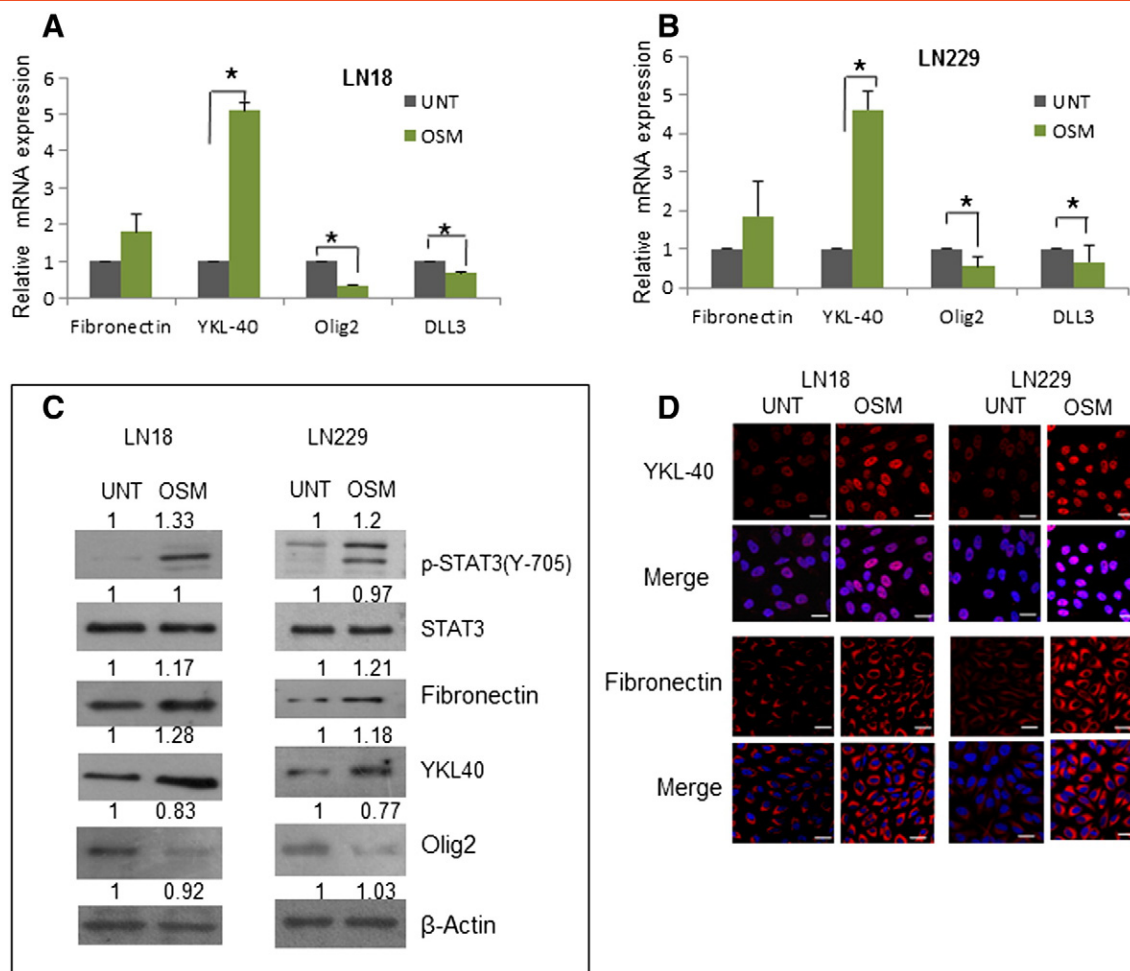 A
LN18
Relative mRNA expression
6
5
4
3
2
1
0
*
*
*
UNT
OSM
Fibronectin YKL-40 Olig2 DLL3
B
LN229
Relative mRNA expression
6
5
4
3
2
1
0
*
*
*
UNT
OSM
Fibronectin YKL-40 Olig2 DLL3
C
LN18 LN229
UNT OSM UNT OSM
1 1.33 1 1.2
p-STAT3(Y-705)
1 1 1 0.97
STAT3
1 1.17 1 1.21
Fibronectin
1 1.28 1 1.18
YKL40
1 0.83 1 0.77
Olig2
1 0.92 1 1.03
β-Actin
D
LN18 LN229
UNT OSM UNT OSM
YKL-40
Merge
Fibronectin
Merge